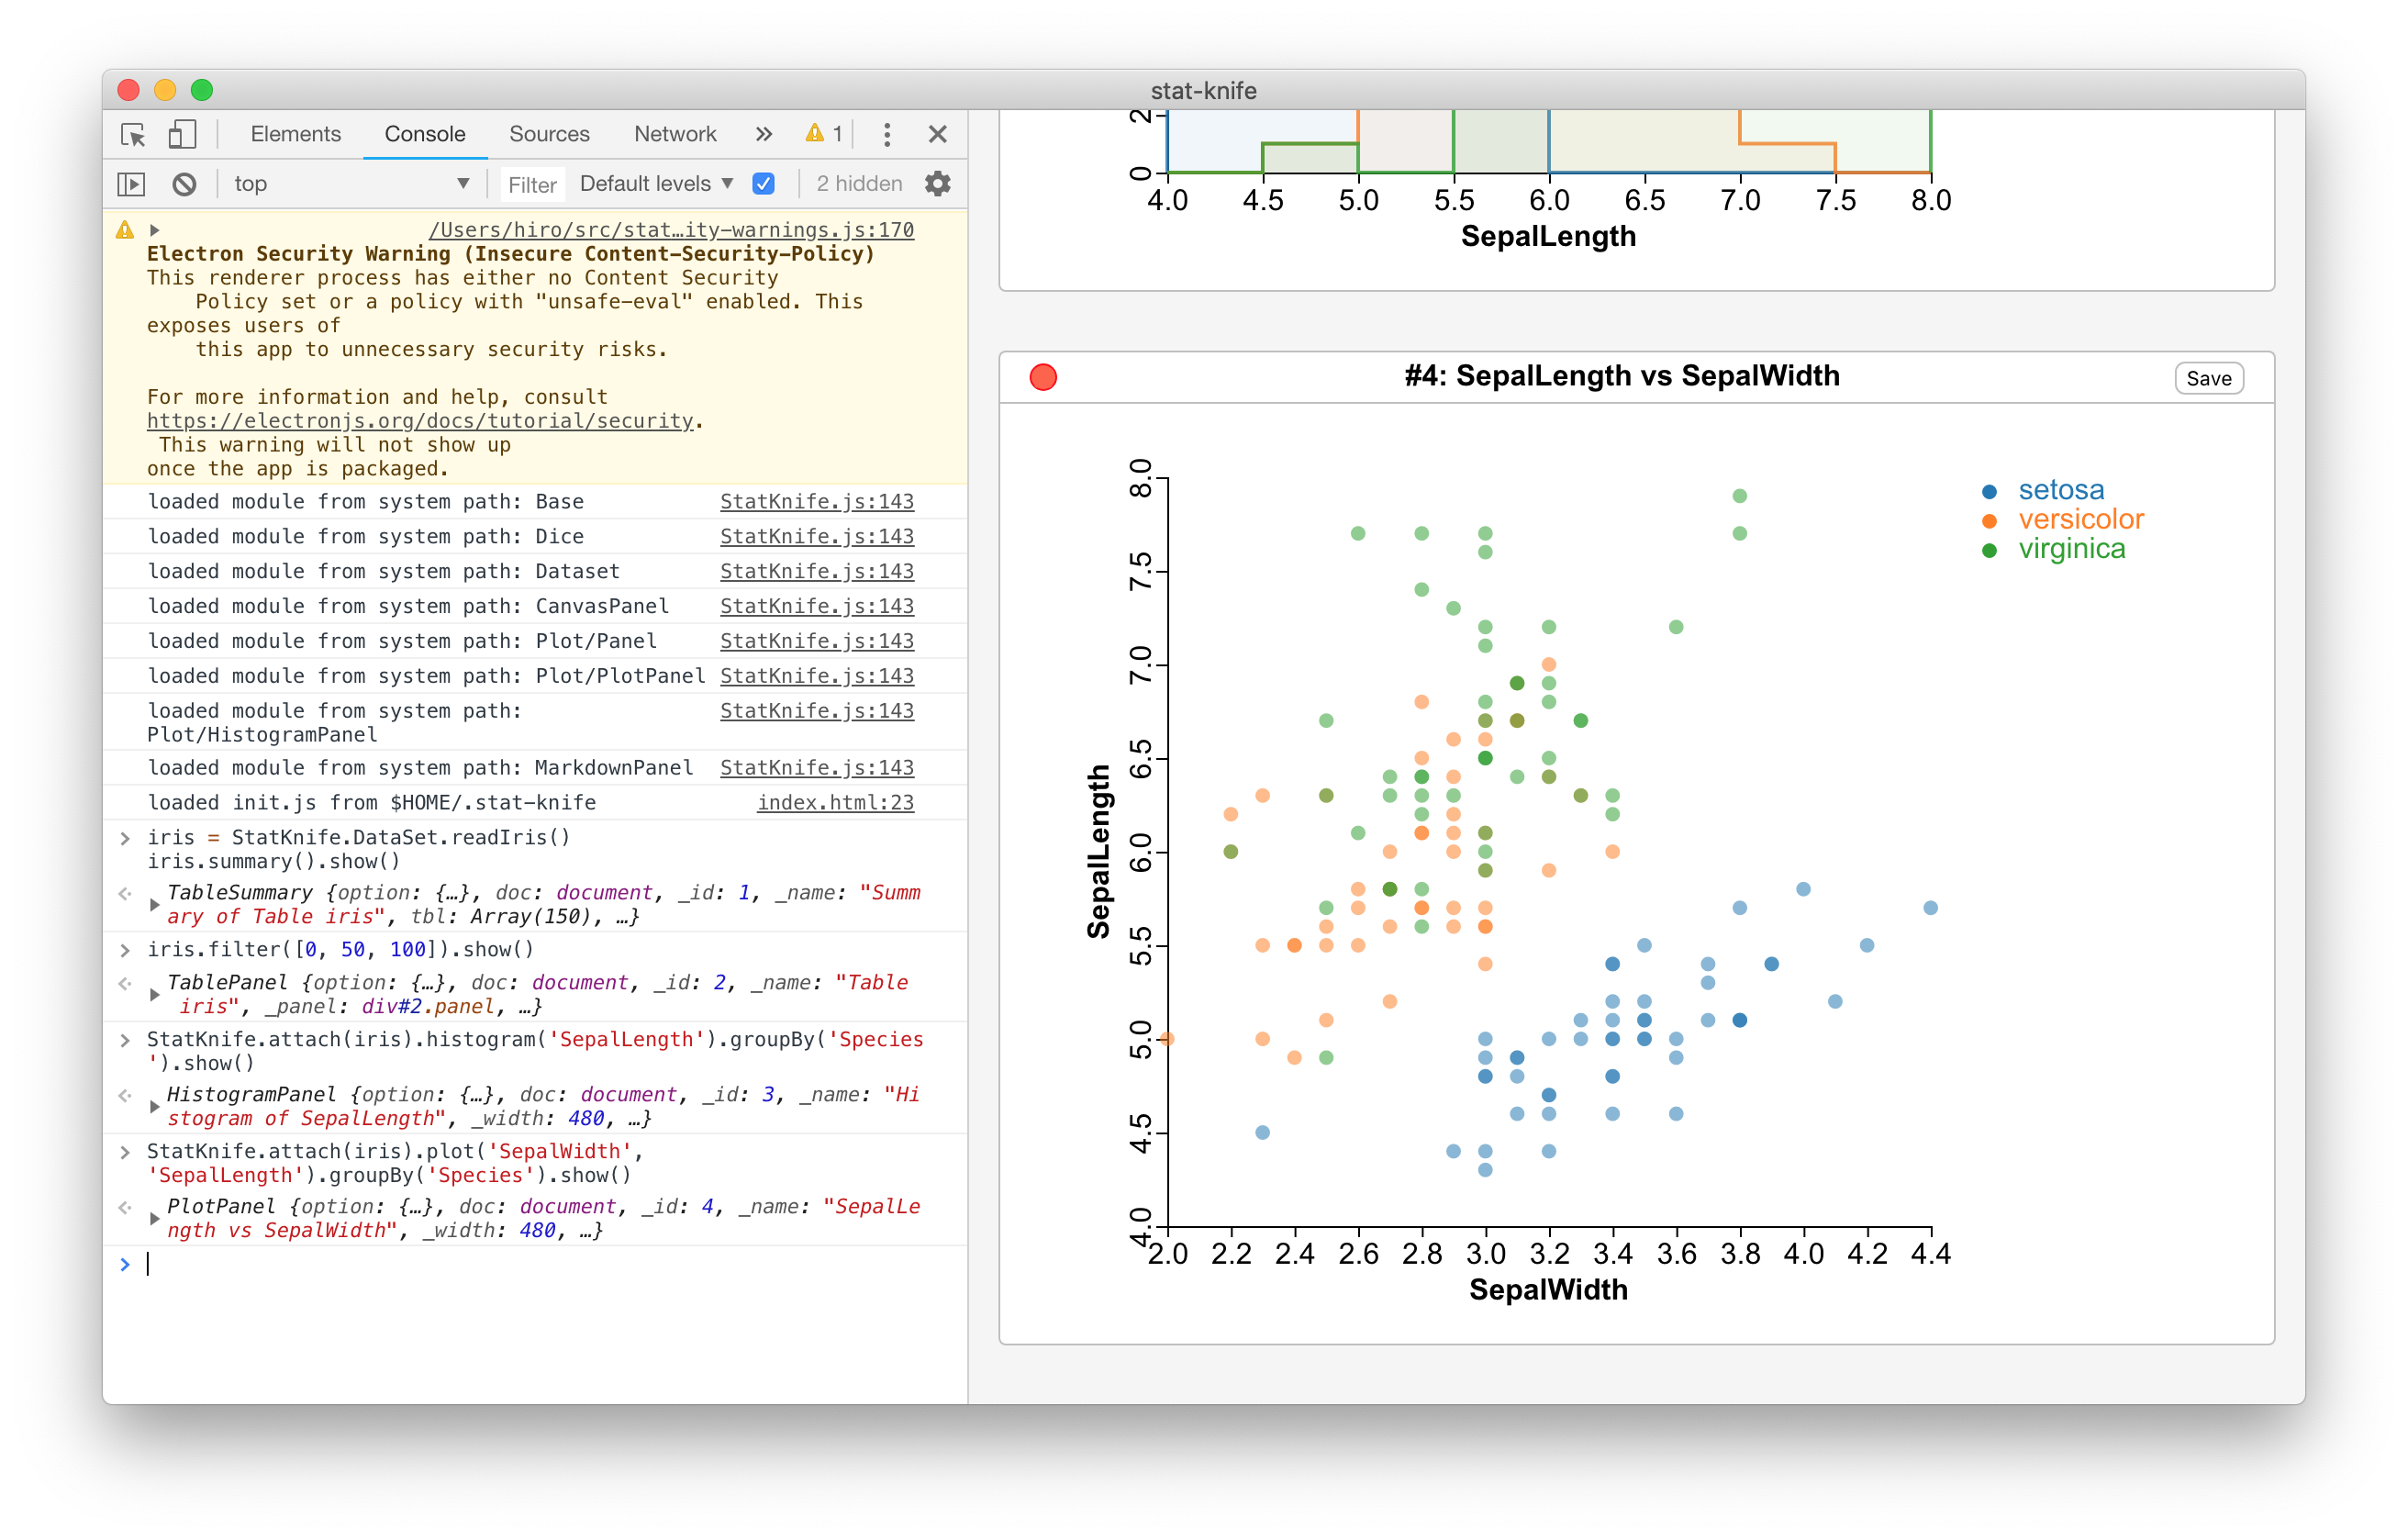 stat-knife
Elements Console Sources Network » 1
top Filter Default levels 2 hidden
/Users/hiro/src/stat…ity-warnings.js:170
Electron Security Warning (Insecure Content-Security-Policy)
This renderer process has either no Content Security
Policy set or a policy with "unsafe-eval" enabled. This
exposes users of
this app to unnecessary security risks.
For more information and help, consult
https://electronjs.org/docs/tutorial/security.
This warning will not show up
once the app is packaged.
loaded module from system path: Base StatKnife.js:143
loaded module from system path: Dice StatKnife.js:143
loaded module from system path: Dataset StatKnife.js:143
loaded module from system path: CanvasPanel StatKnife.js:143
loaded module from system path: Plot/Panel StatKnife.js:143
loaded module from system path: Plot/PlotPanel StatKnife.js:143
loaded module from system path: StatKnife.js:143
Plot/HistogramPanel
loaded module from system path: MarkdownPanel StatKnife.js:143
loaded init.js from $HOME/.stat-knife index.html:23
iris = StatKnife.DataSet.readIris()
iris.summary().show()
TableSummary {option: {…}, doc: document, _id: 1, _name: "Summ
ary of Table iris", tbl: Array(150), …}
iris.filter([0, 50, 100]).show()
TablePanel {option: {…}, doc: document, _id: 2, _name: "Table
iris", _panel: div#2.panel, …}
StatKnife.attach(iris).histogram('SepalLength').groupBy('Species
').show()
HistogramPanel {option: {…}, doc: document, _id: 3, _name: "Hi
stogram of SepalLength", _width: 480, …}
StatKnife.attach(iris).plot('SepalWidth',
'SepalLength').groupBy('Species').show()
PlotPanel {option: {…}, doc: document, _id: 4, _name: "SepalLe
ngth vs SepalWidth", _width: 480, …}
2
0
4.0 4.5 5.0 5.5 6.0 6.5 7.0 7.5 8.0
SepalLength
#4: SepalLength vs SepalWidth
Save
setosa
versicolor
virginica
8.0
7.5
7.0
6.5
6.0
5.5
5.0
4.5
4.0
SepalLength
2.0 2.2 2.4 2.6 2.8 3.0 3.2 3.4 3.6 3.8 4.0 4.2 4.4
SepalWidth